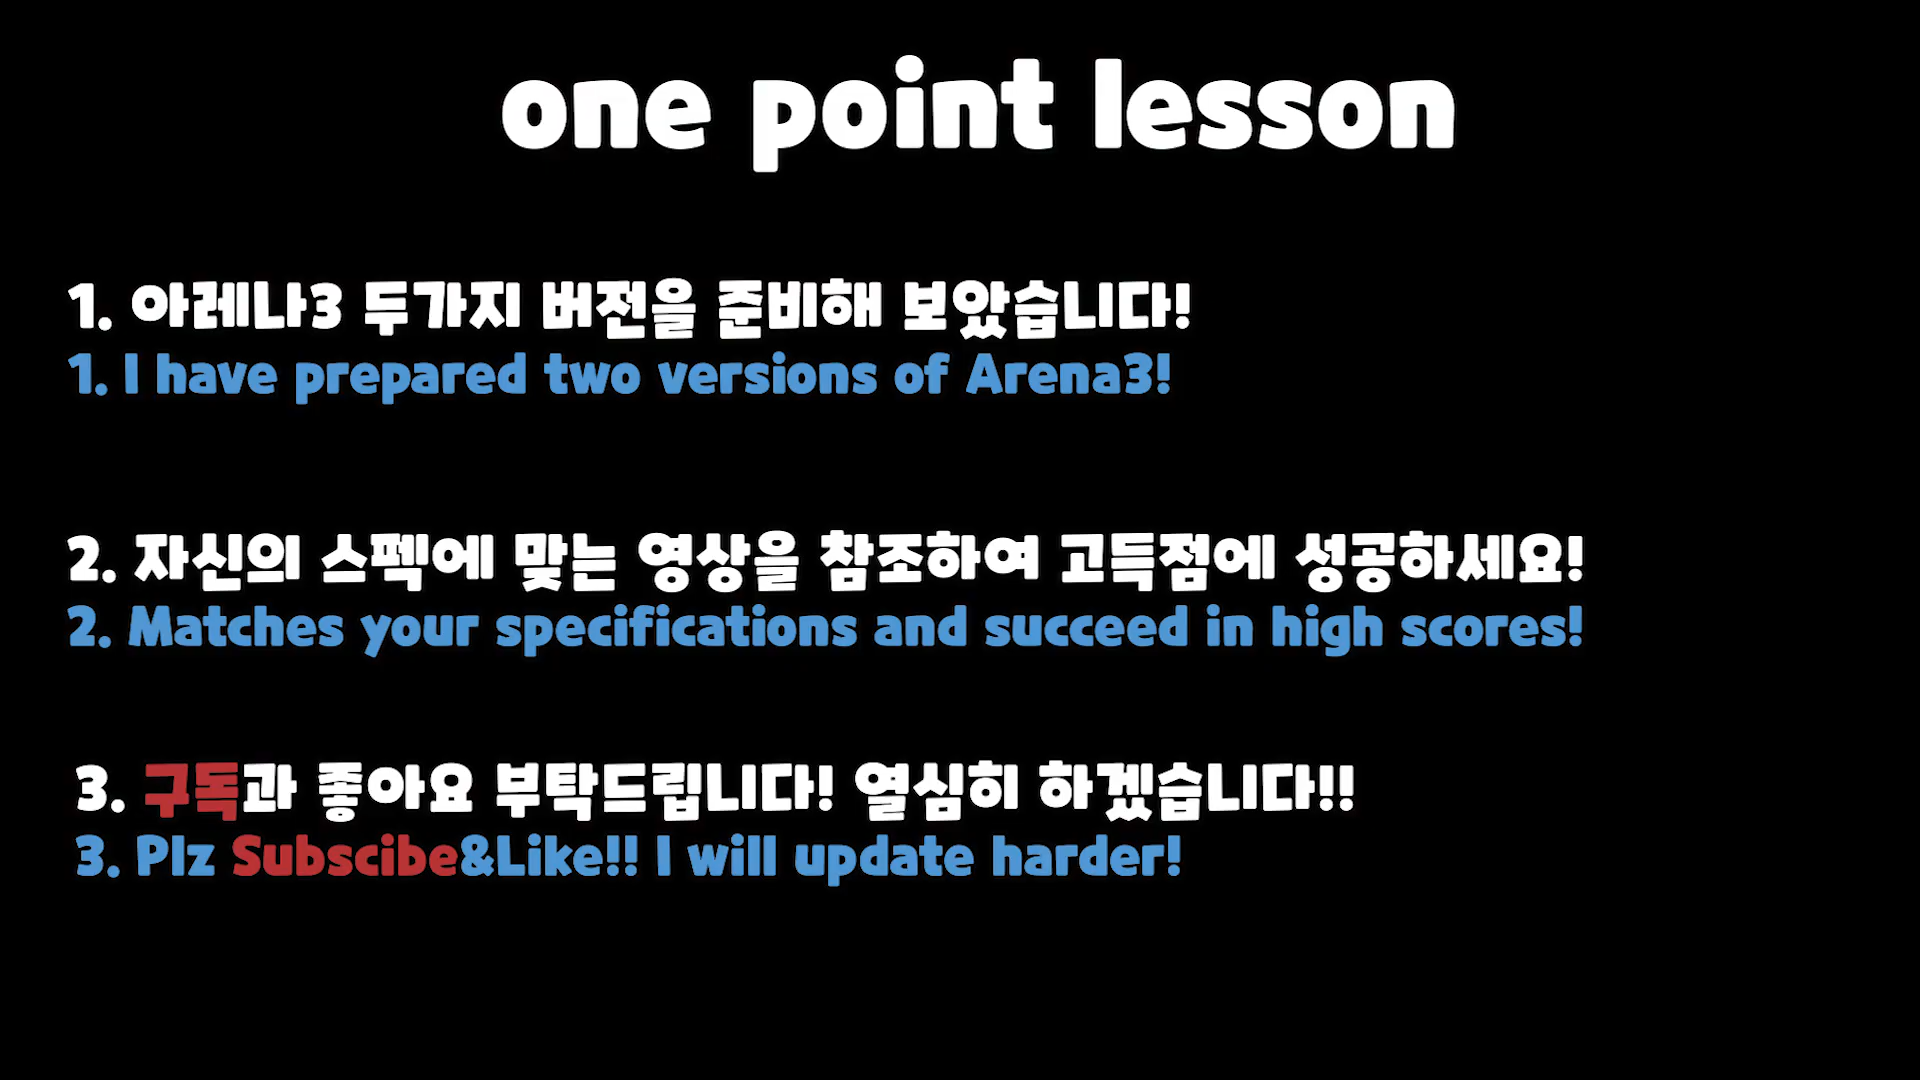 one point lesson
1. 아레나3 두가지 버전을 준비해 보았습니다!
1. I have prepared two versions of Arena3!
2. 자신의 스펙에 맞는 영상을 참조하여 고득점에 성공하세요!
2. Matches your specifications and succeed in high scores!
3. 구독과 좋아요 부탁드립니다! 열심히 하겠습니다!!
3. Plz Subscibe&Like!! I will update harder!